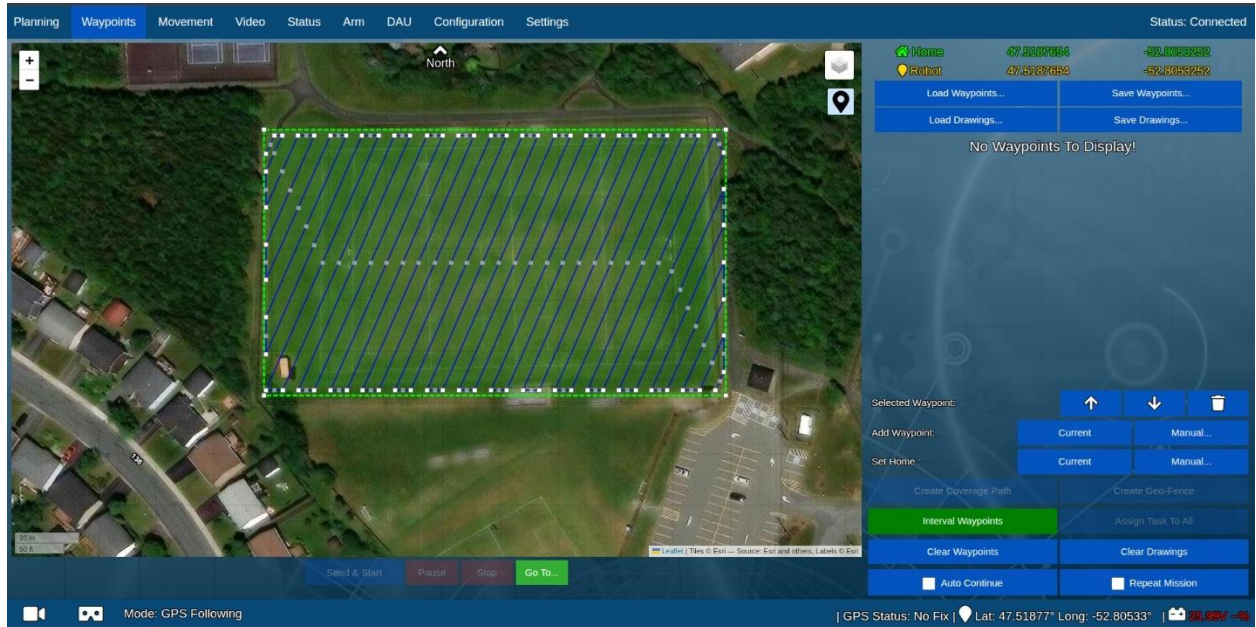 Planning Waypoints Movement Video Status Arm DAU Configuration Settings Status: Connected
+
−
North
Home 47.5187654 -52.8053252
Robot 47.5187654 -52.8053252
Load Waypoints... Save Waypoints...
Load Drawings... Save Drawings...
No Waypoints To Display!
Selected Waypoint:
Add Waypoint: Current Manual...
Set Home : Current Manual...
Create Coverage Path Create Geo-Fence
Interval Waypoints Assign Task To All
Clear Waypoints Clear Drawings
Auto Continue Repeat Mission
136
20 m
50 ft
Leaflet | Tiles © Esri — Source: Esri and others, Labels © Esri
Send & Start Pause Stop Go To...
Mode: GPS Following | GPS Status: No Fix | Lat: 47.51877° Long: -52.80533° |